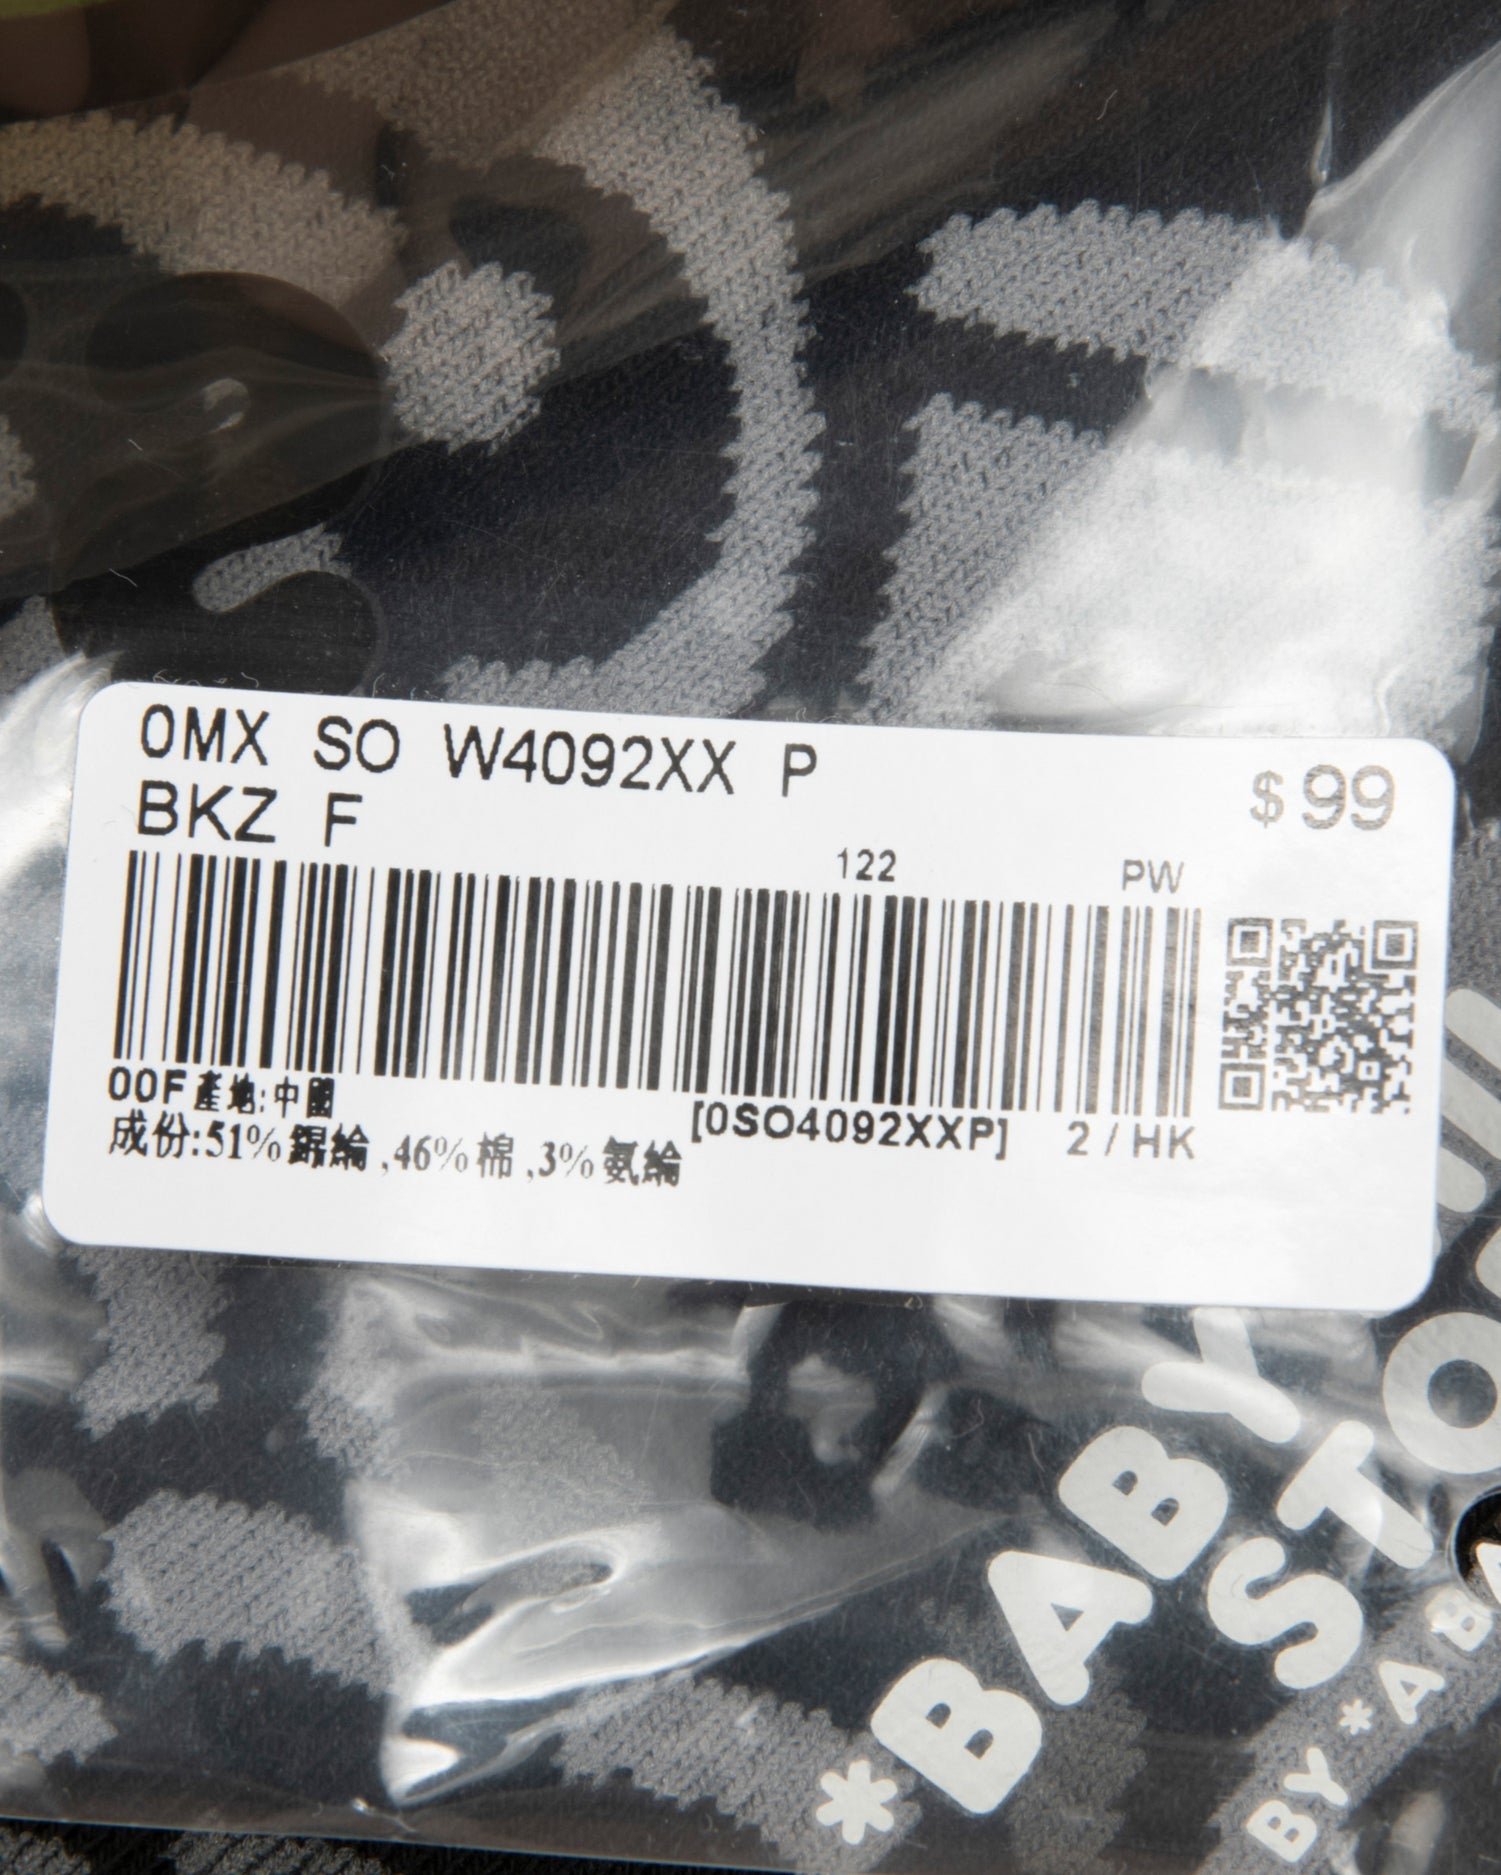 0MX SO W4092XX P
$99
BKZ F
122 PW
00F產地:中國
[0SO4092XXP] 2/HK
成份:51%錦綸,46%棉,3%氨綸
*BABY
STO
BY*A BA